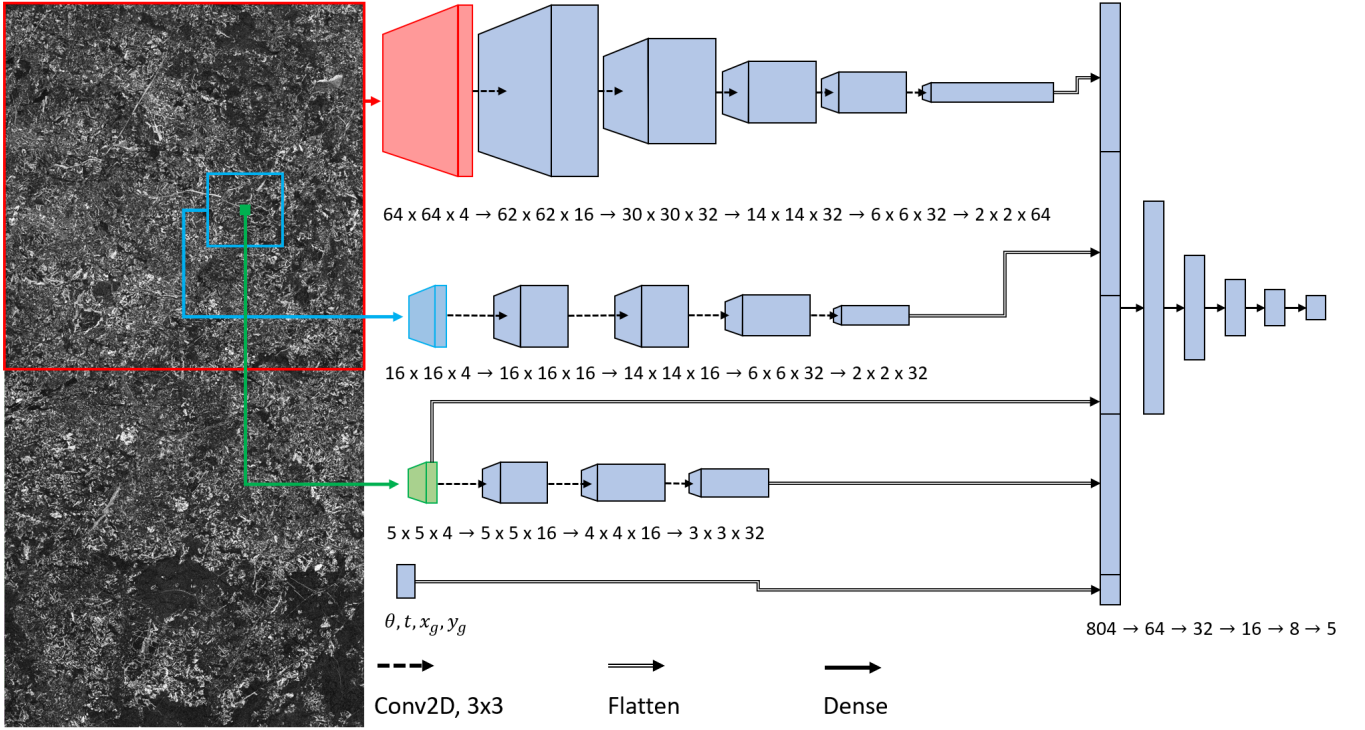 64 x 64 x 4 → 62 x 62 x 16 → 30 x 30 x 32 → 14 x 14 x 32 → 6 x 6 x 32 → 2 x 2 x 64
16 x 16 x 4 → 16 x 16 x 16 → 14 x 14 x 16 → 6 x 6 x 32 → 2 x 2 x 32
5 x 5 x 4 → 5 x 5 x 16 → 4 x 4 x 16 → 3 x 3 x 32
θ, t, x_g, y_g
804 → 64 → 32 → 16 → 8 → 5
Conv2D, 3x3
Flatten
Dense